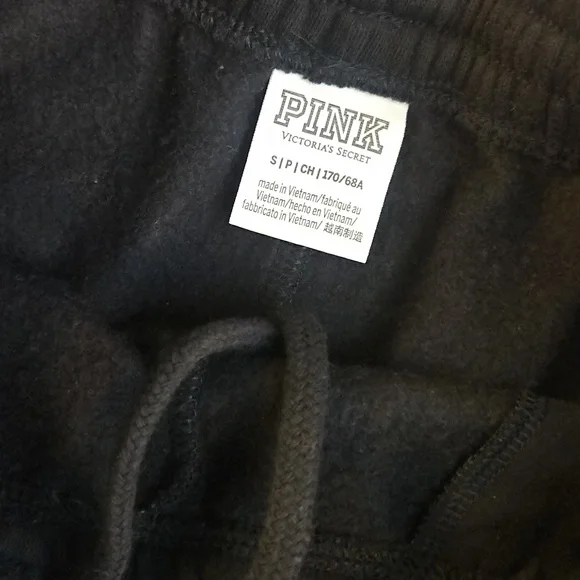 PINK
VICTORIA'S SECRET
S|P|CH|170/68A
made in Vietnam/fabriqué au
Vietnam/hecho en Vietnam/
fabbricato in Vietnam/ 越南制造